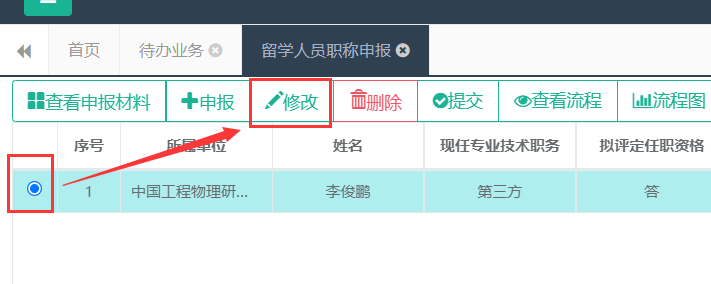 首页 待办业务 留学人员职称申报
查看申报材料 申报 修改 删除 提交 查看流程 流程图
序号 所属单位 姓名 现任专业技术职务 拟评定任职资格
1 中国工程物理研... 李俊鹏 第三方 答